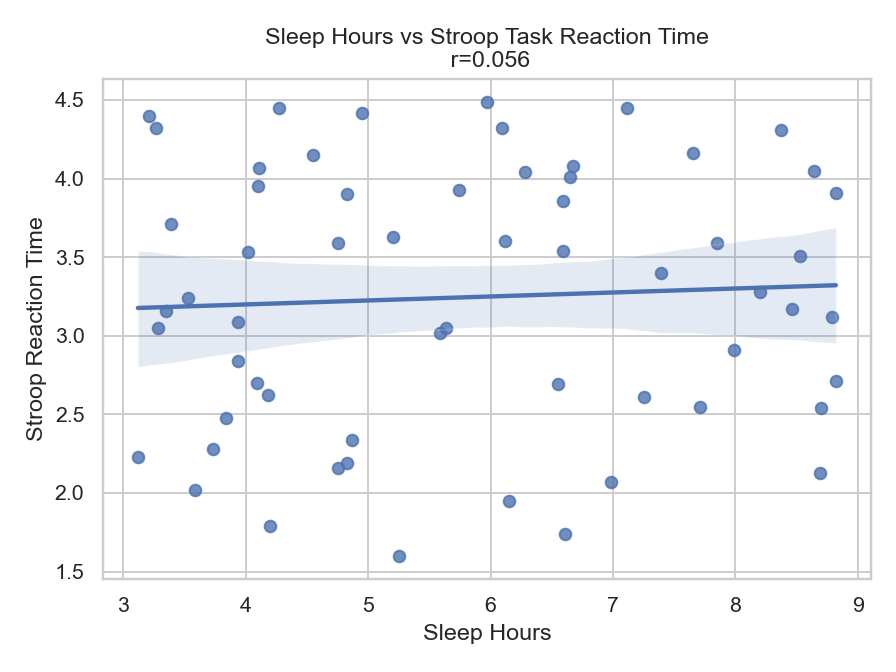 Sleep Hours vs Stroop Task Reaction Time
r=0.056
Stroop Reaction Time
4.5
4.0
3.5
3.0
2.5
2.0
1.5
3 4 5 6 7 8 9
Sleep Hours